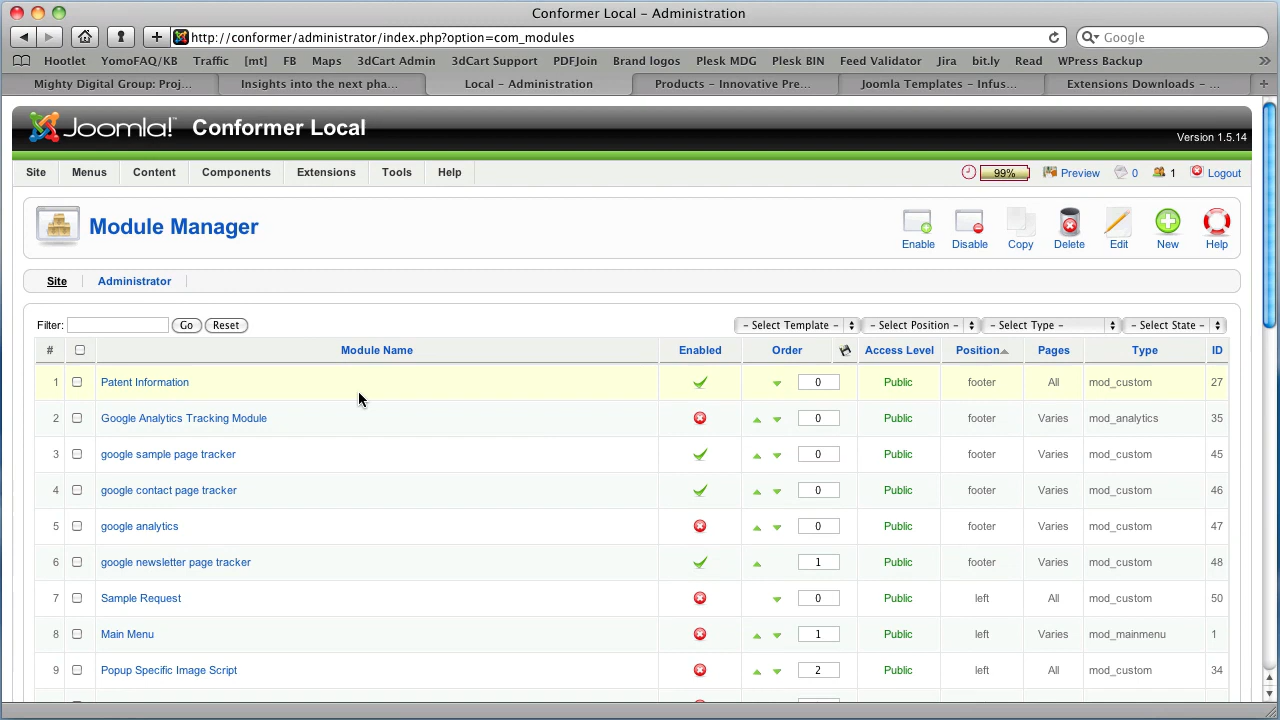 Conformer Local – Administration
http://conformer/administrator/index.php?option=com_modules
Google
Hootlet YomoFAQ/KB Traffic [mt] FB Maps 3dCart Admin 3dCart Support PDFJoin Brand logos Plesk MDG Plesk BIN Feed Validator Jira bit.ly Read WPress Backup
Mighty Digital Group: Proj... Insights into the next pha... Local – Administration Products – Innovative Pre... Joomla Templates – Infus... Extensions Downloads – ...
Joomla! Conformer Local
Version 1.5.14
Site Menus Content Components Extensions Tools Help 99% Preview 0 1 Logout
Module Manager
Enable Disable Copy Delete Edit New Help
Site Administrator
Filter: Go Reset - Select Template - - Select Position - - Select Type - - Select State -
# Module Name Enabled Order Access Level Position Pages Type ID
1 Patent Information 0 Public footer All mod_custom 27
2 Google Analytics Tracking Module 0 Public footer Varies mod_analytics 35
3 google sample page tracker 0 Public footer Varies mod_custom 45
4 google contact page tracker 0 Public footer Varies mod_custom 46
5 google analytics 0 Public footer Varies mod_custom 47
6 google newsletter page tracker 1 Public footer Varies mod_custom 48
7 Sample Request 0 Public left All mod_custom 50
8 Main Menu 1 Public left Varies mod_mainmenu 1
9 Popup Specific Image Script 2 Public left All mod_custom 34